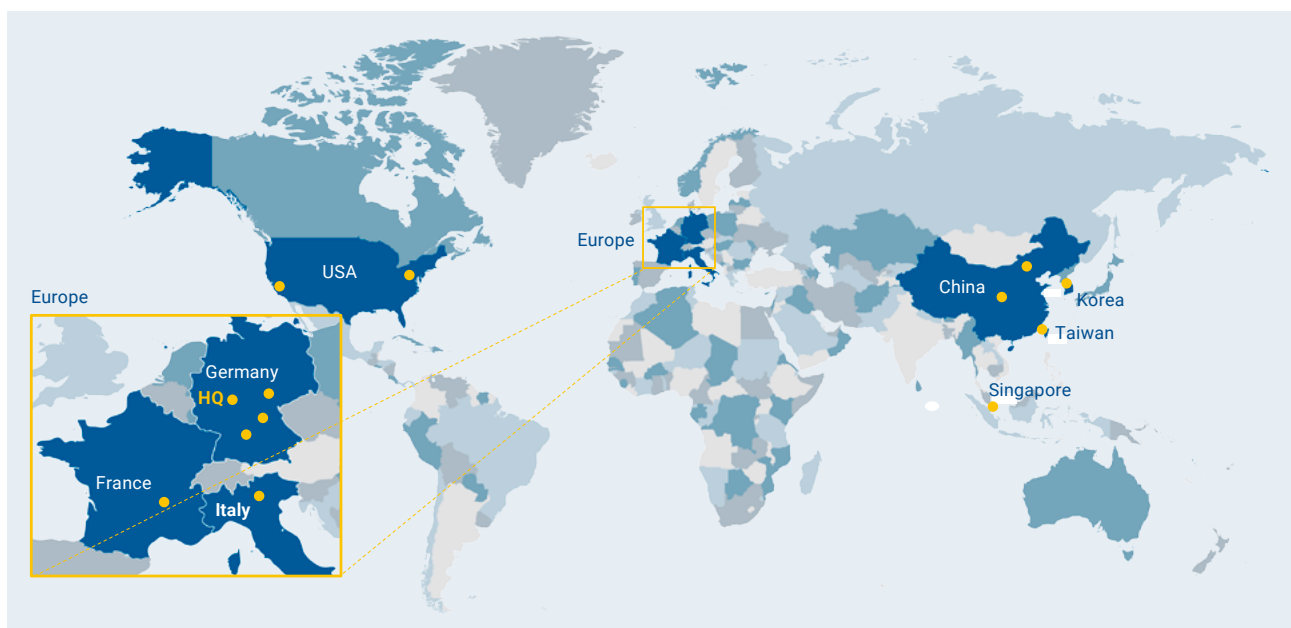 USA
Europe
China
Korea
Taiwan
Singapore
Europe
Germany
HQ
France
Italy